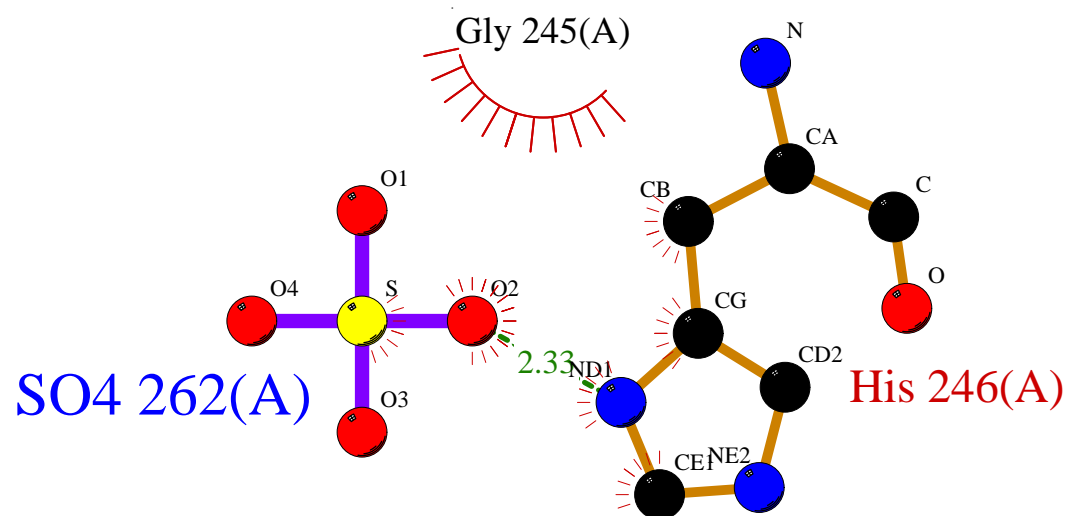 Gly 245(A)
N
CA
O1
CB
C
O4
S
O2
CG
O
2.33
ND1
CD2
SO4 262(A)
O3
His 246(A)
CE1
NE2